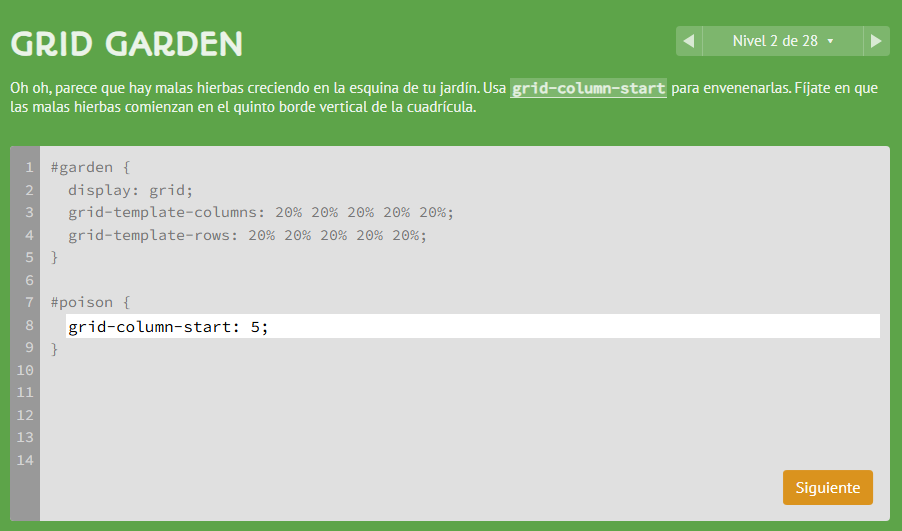 GRID GARDEN
◀ Nivel 2 de 28 ▾ ▶
Oh oh, parece que hay malas hierbas creciendo en la esquina de tu jardín. Usa grid-column-start para envenenarlas. Fíjate en que
las malas hierbas comienzan en el quinto borde vertical de la cuadrícula.
1 #garden {
2 display: grid;
3 grid-template-columns: 20% 20% 20% 20% 20%;
4 grid-template-rows: 20% 20% 20% 20% 20%;
5 }
6
7 #poison {
8 grid-column-start: 5;
9 }
10
11
12
13
14
Siguiente